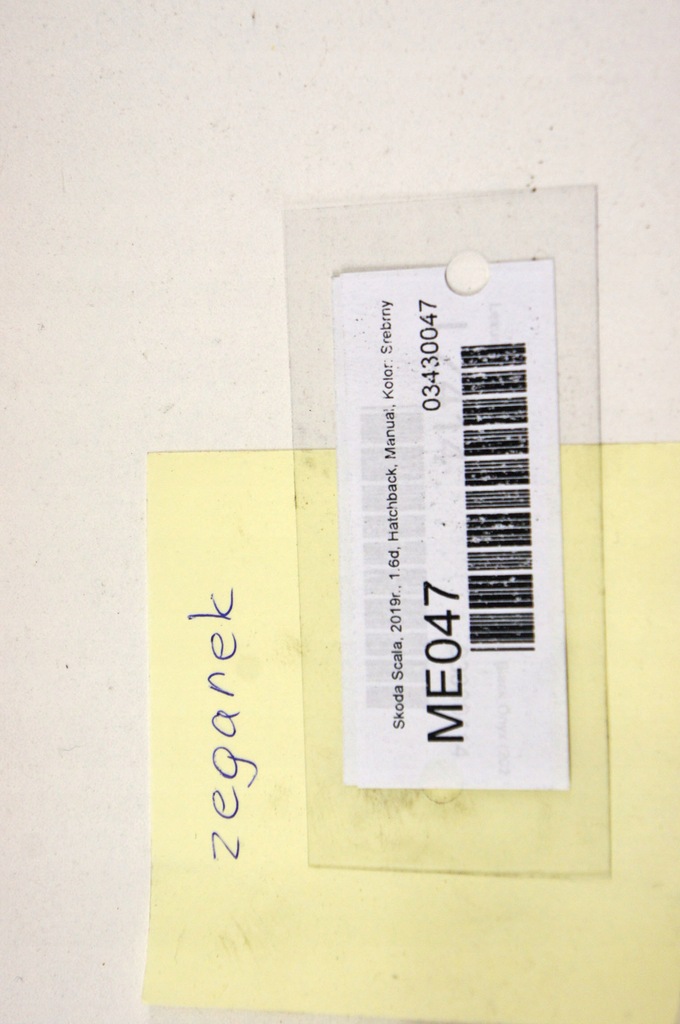 zegarek
Skoda Scala, 2019r., 1.6d, Hatchback, Manual, Kolor: Srebrny
ME047 03430047